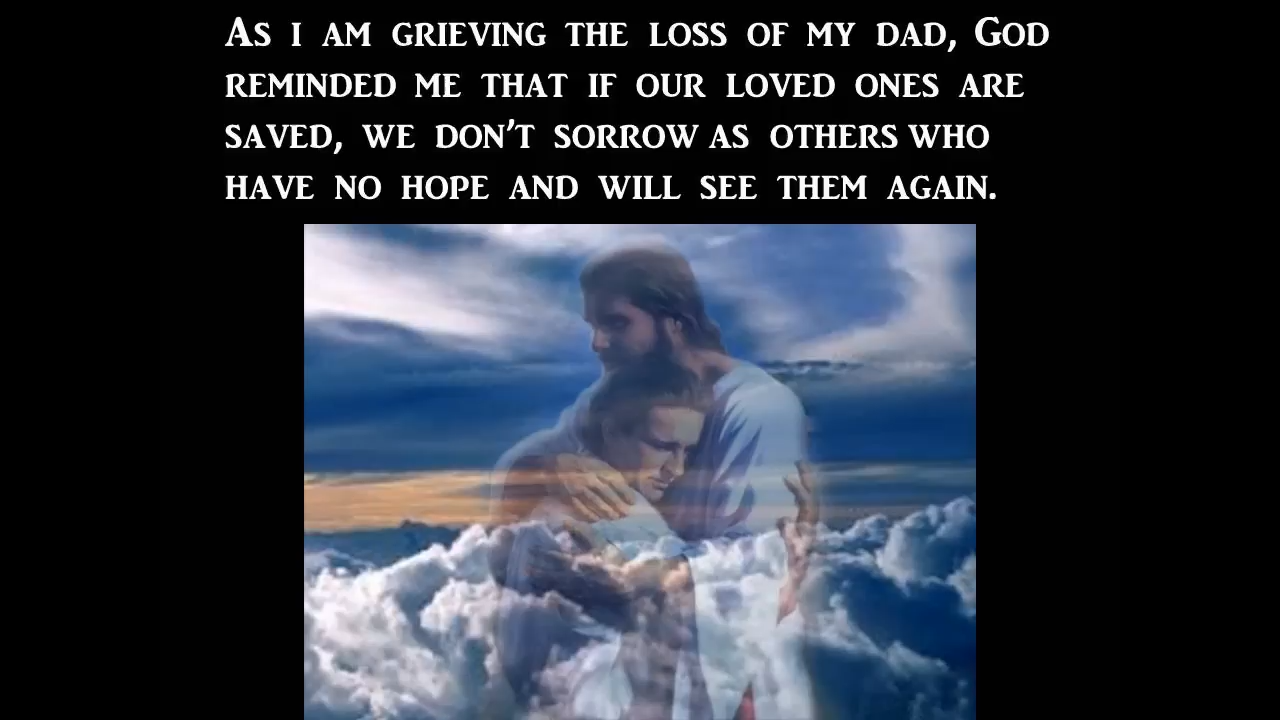 As I am grieving the loss of my dad, God
reminded me that if our loved ones are
saved, we don't sorrow as others who
have no hope and will see them again.